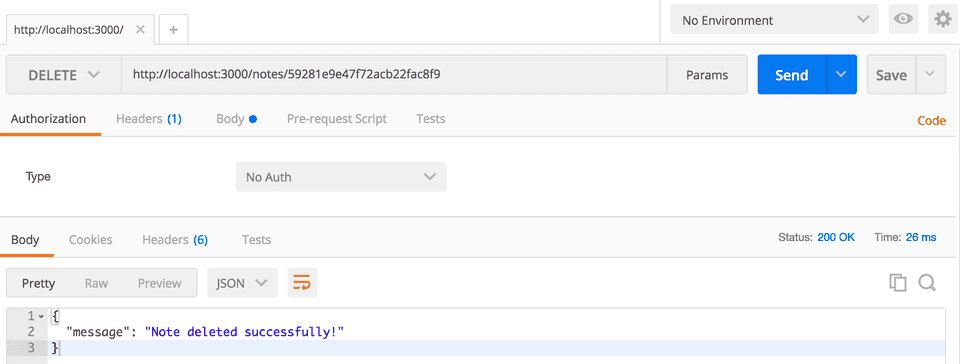 http://localhost:3000/
No Environment
DELETE http://localhost:3000/notes/59281e9e47f72acb22fac8f9 Params Send Save
Authorization Headers (1) Body Pre-request Script Tests Code
Type No Auth
Body Cookies Headers (6) Tests Status: 200 OK Time: 26 ms
Pretty Raw Preview JSON
1 {
2 "message": "Note deleted successfully!"
3 }